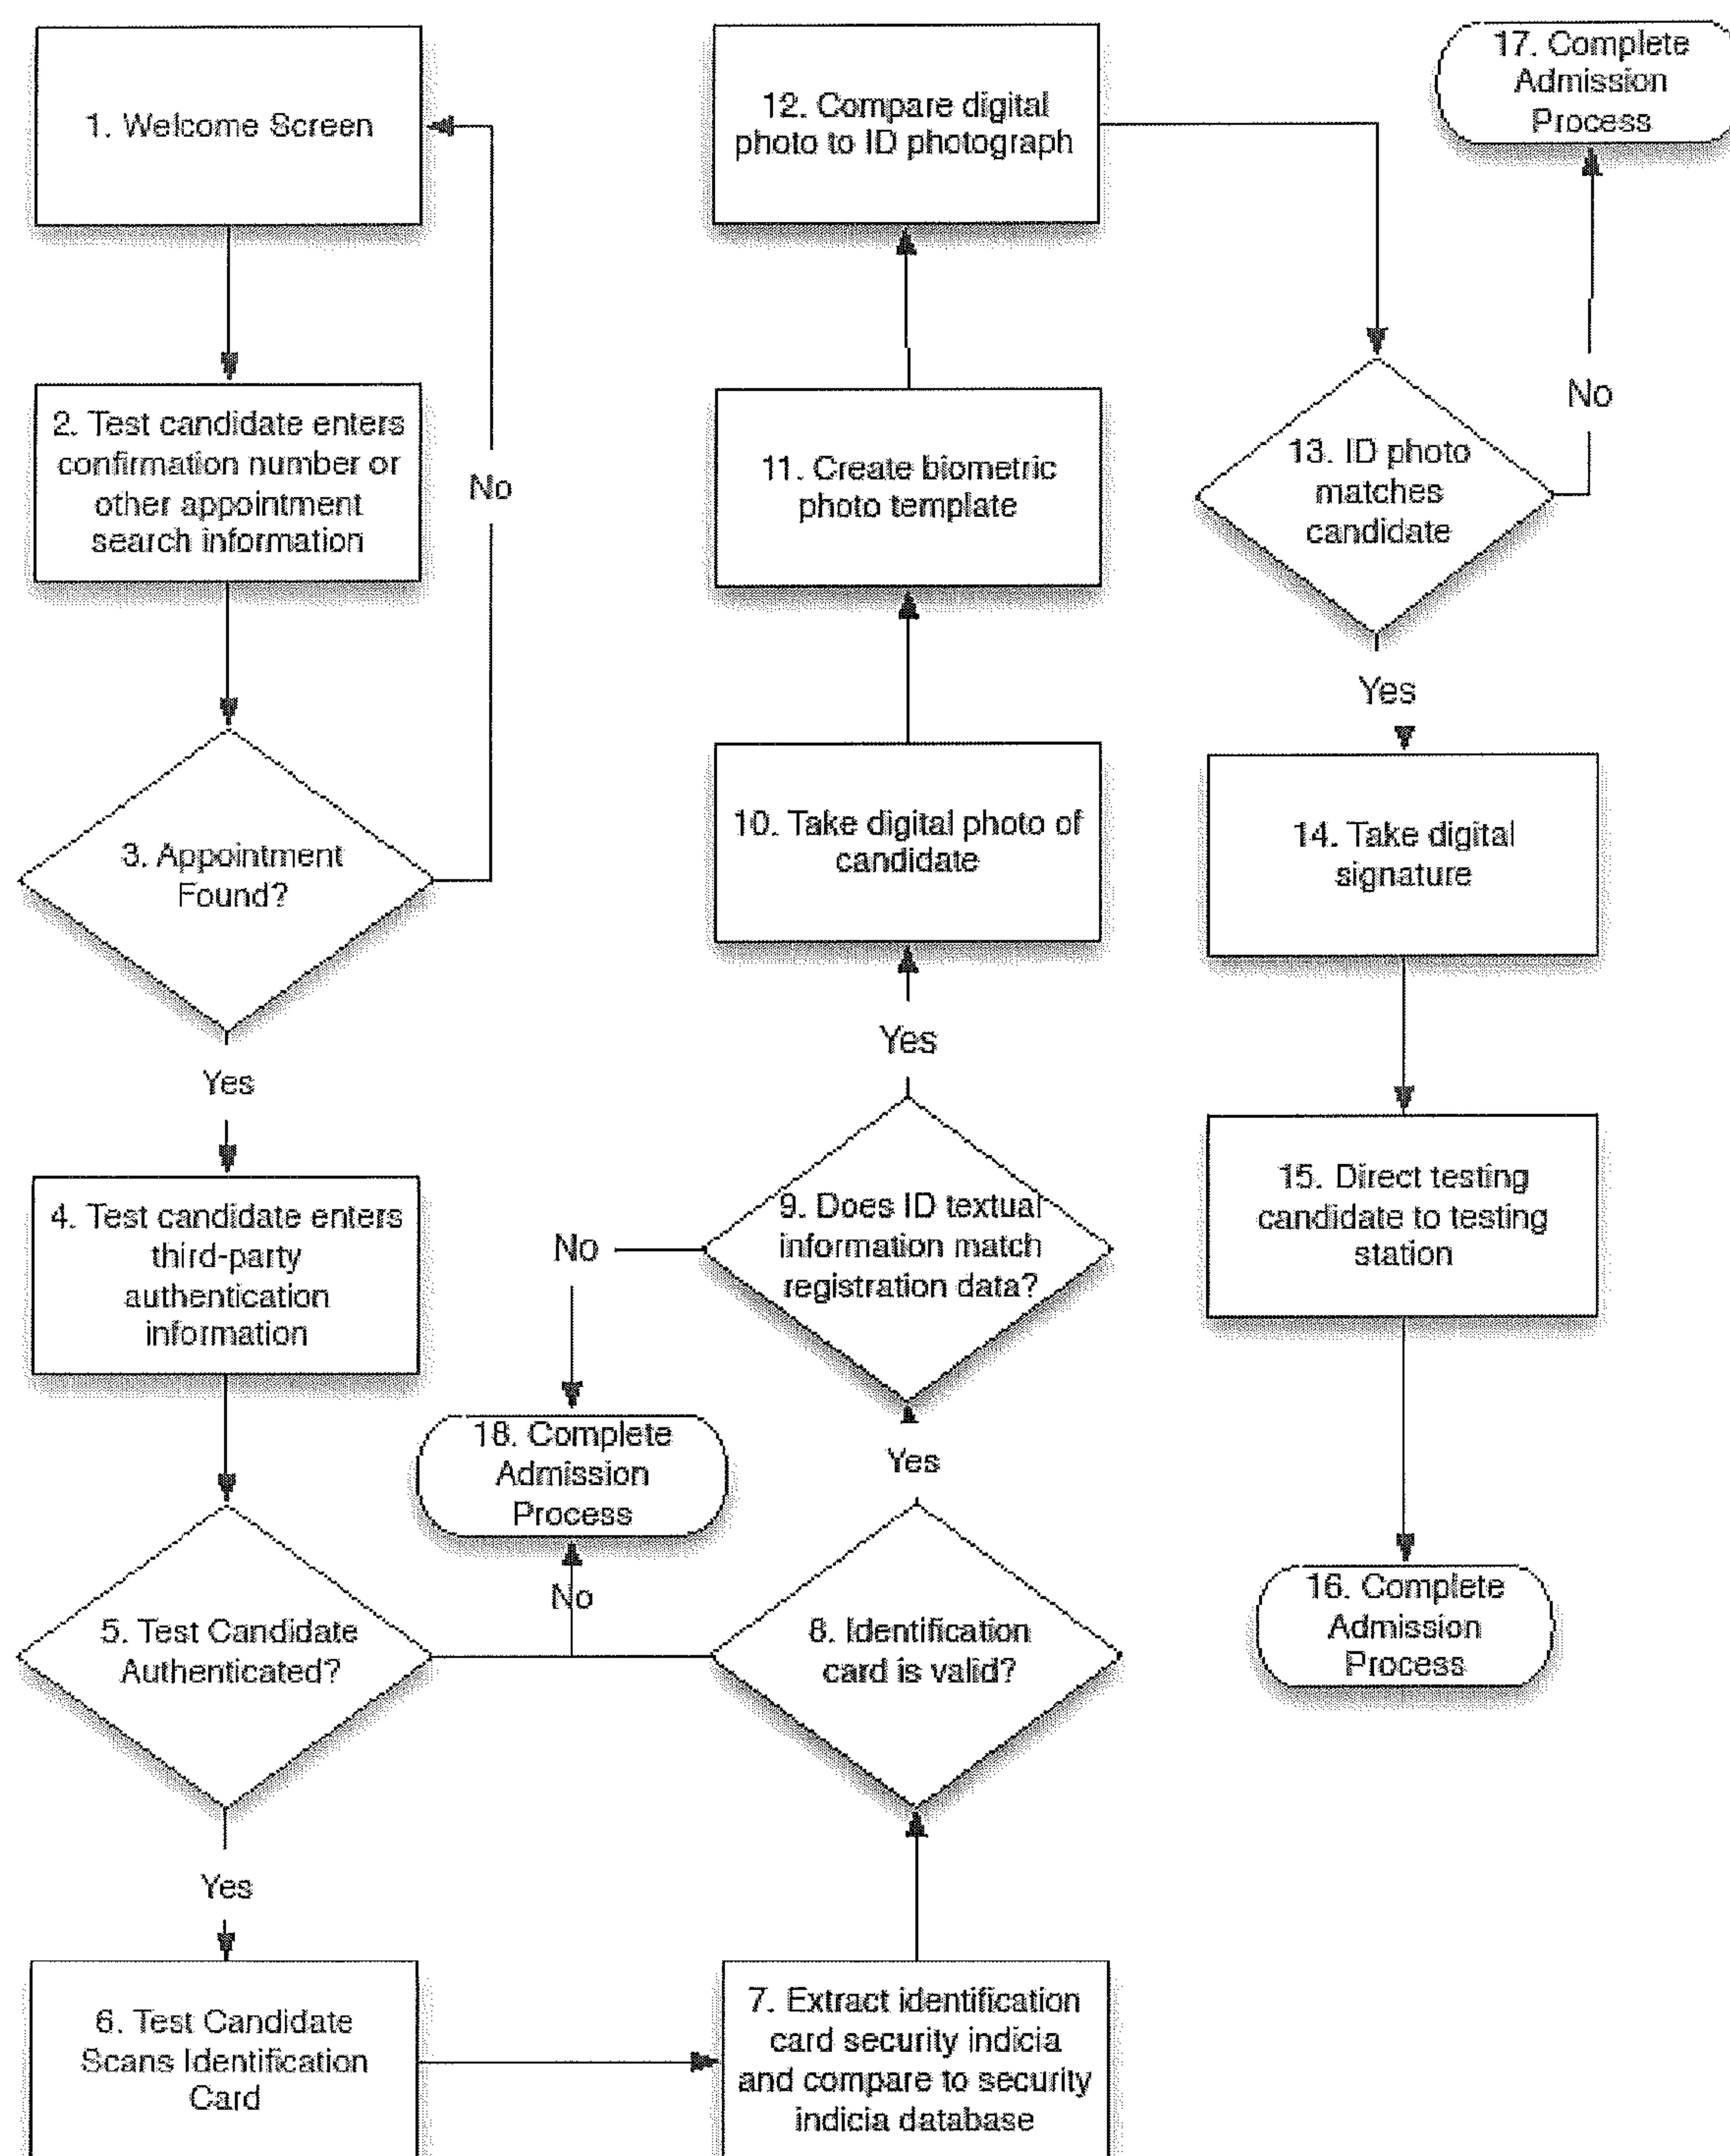 1. Welcome Screen
2. Test candidate enters
confirmation number or
other appointment
search information
No
3. Appointment
Found?
Yes
4. Test candidate enters
third-party
authentication
information
5. Test Candidate
Authenticated?
Yes
6. Test Candidate
Scans Identification
Card
7. Extract identification
card security indicia
and compare to security
indicia database
8. Identification
card is valid?
No
18. Complete
Admission
Process
Yes
9. Does ID textual
information match
registration data?
No
Yes
10. Take digital photo of
candidate
11. Create biometric
photo template
12. Compare digital
photo to ID photograph
13. ID photo
matches
candidate
No
17. Complete
Admission
Process
Yes
14. Take digital
signature
15. Direct testing
candidate to testing
station
16. Complete
Admission
Process